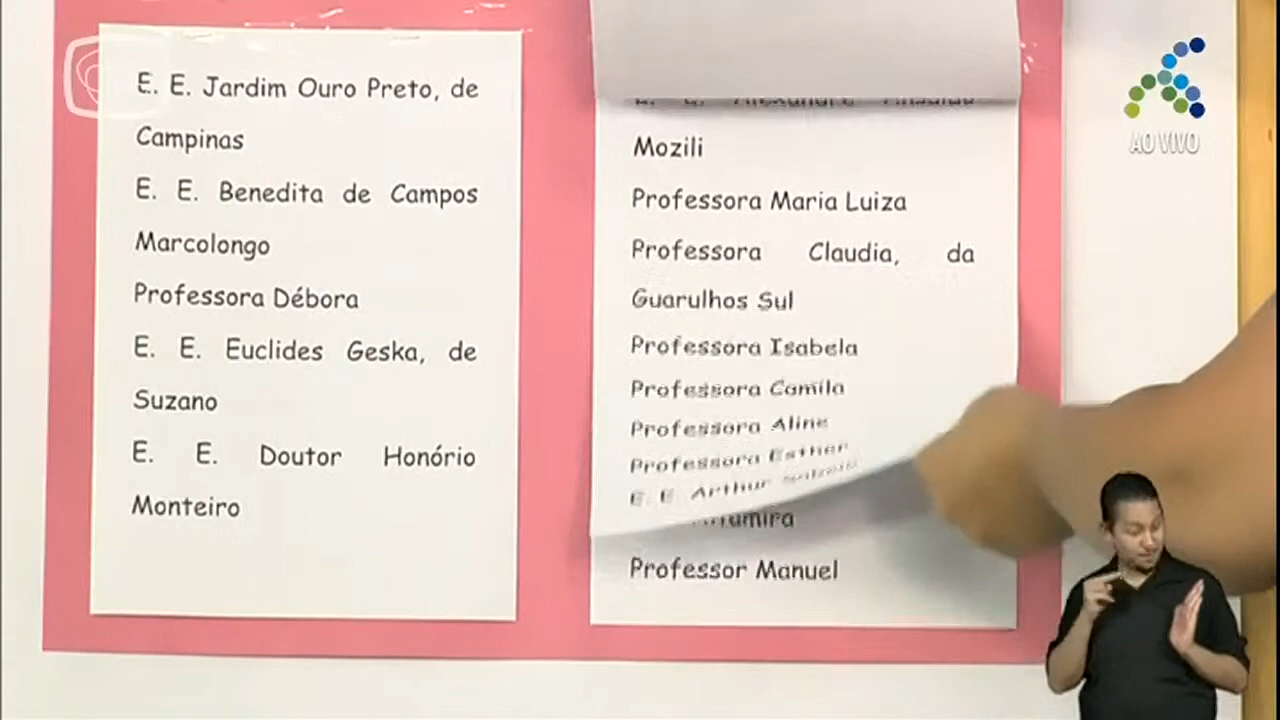 E. E. Jardim Ouro Preto, de
Campinas
E. E. Benedita de Campos
Marcolongo
Professora Débora
E. E. Euclides Geska, de
Suzano
E. E. Doutor Honório
Monteiro
Mozili
Professora Maria Luiza
Professora Claudia, da
Guarulhos Sul
Professora Isabela
Professora Camila
Professora Aline
Professora Esther
E. E. Arthur
Professor Manuel
AO VIVO